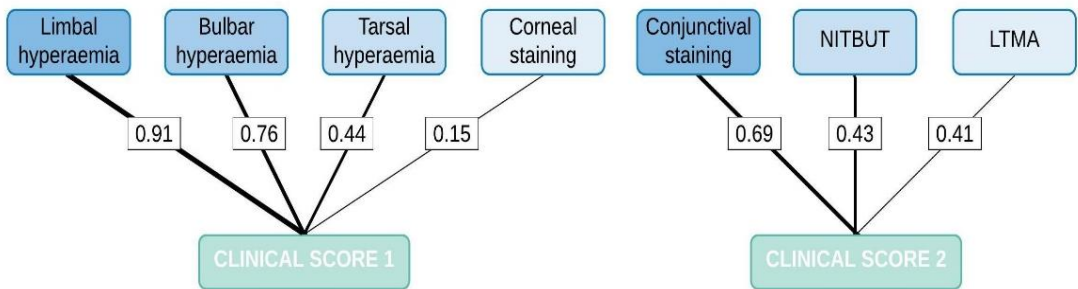 Limbal
hyperaemia
Bulbar
hyperaemia
Tarsal
hyperaemia
Corneal
staining
0.91
0.76
0.44
0.15
CLINICAL SCORE 1
Conjunctival
staining
NITBUT
LTMA
0.69
0.43
0.41
CLINICAL SCORE 2